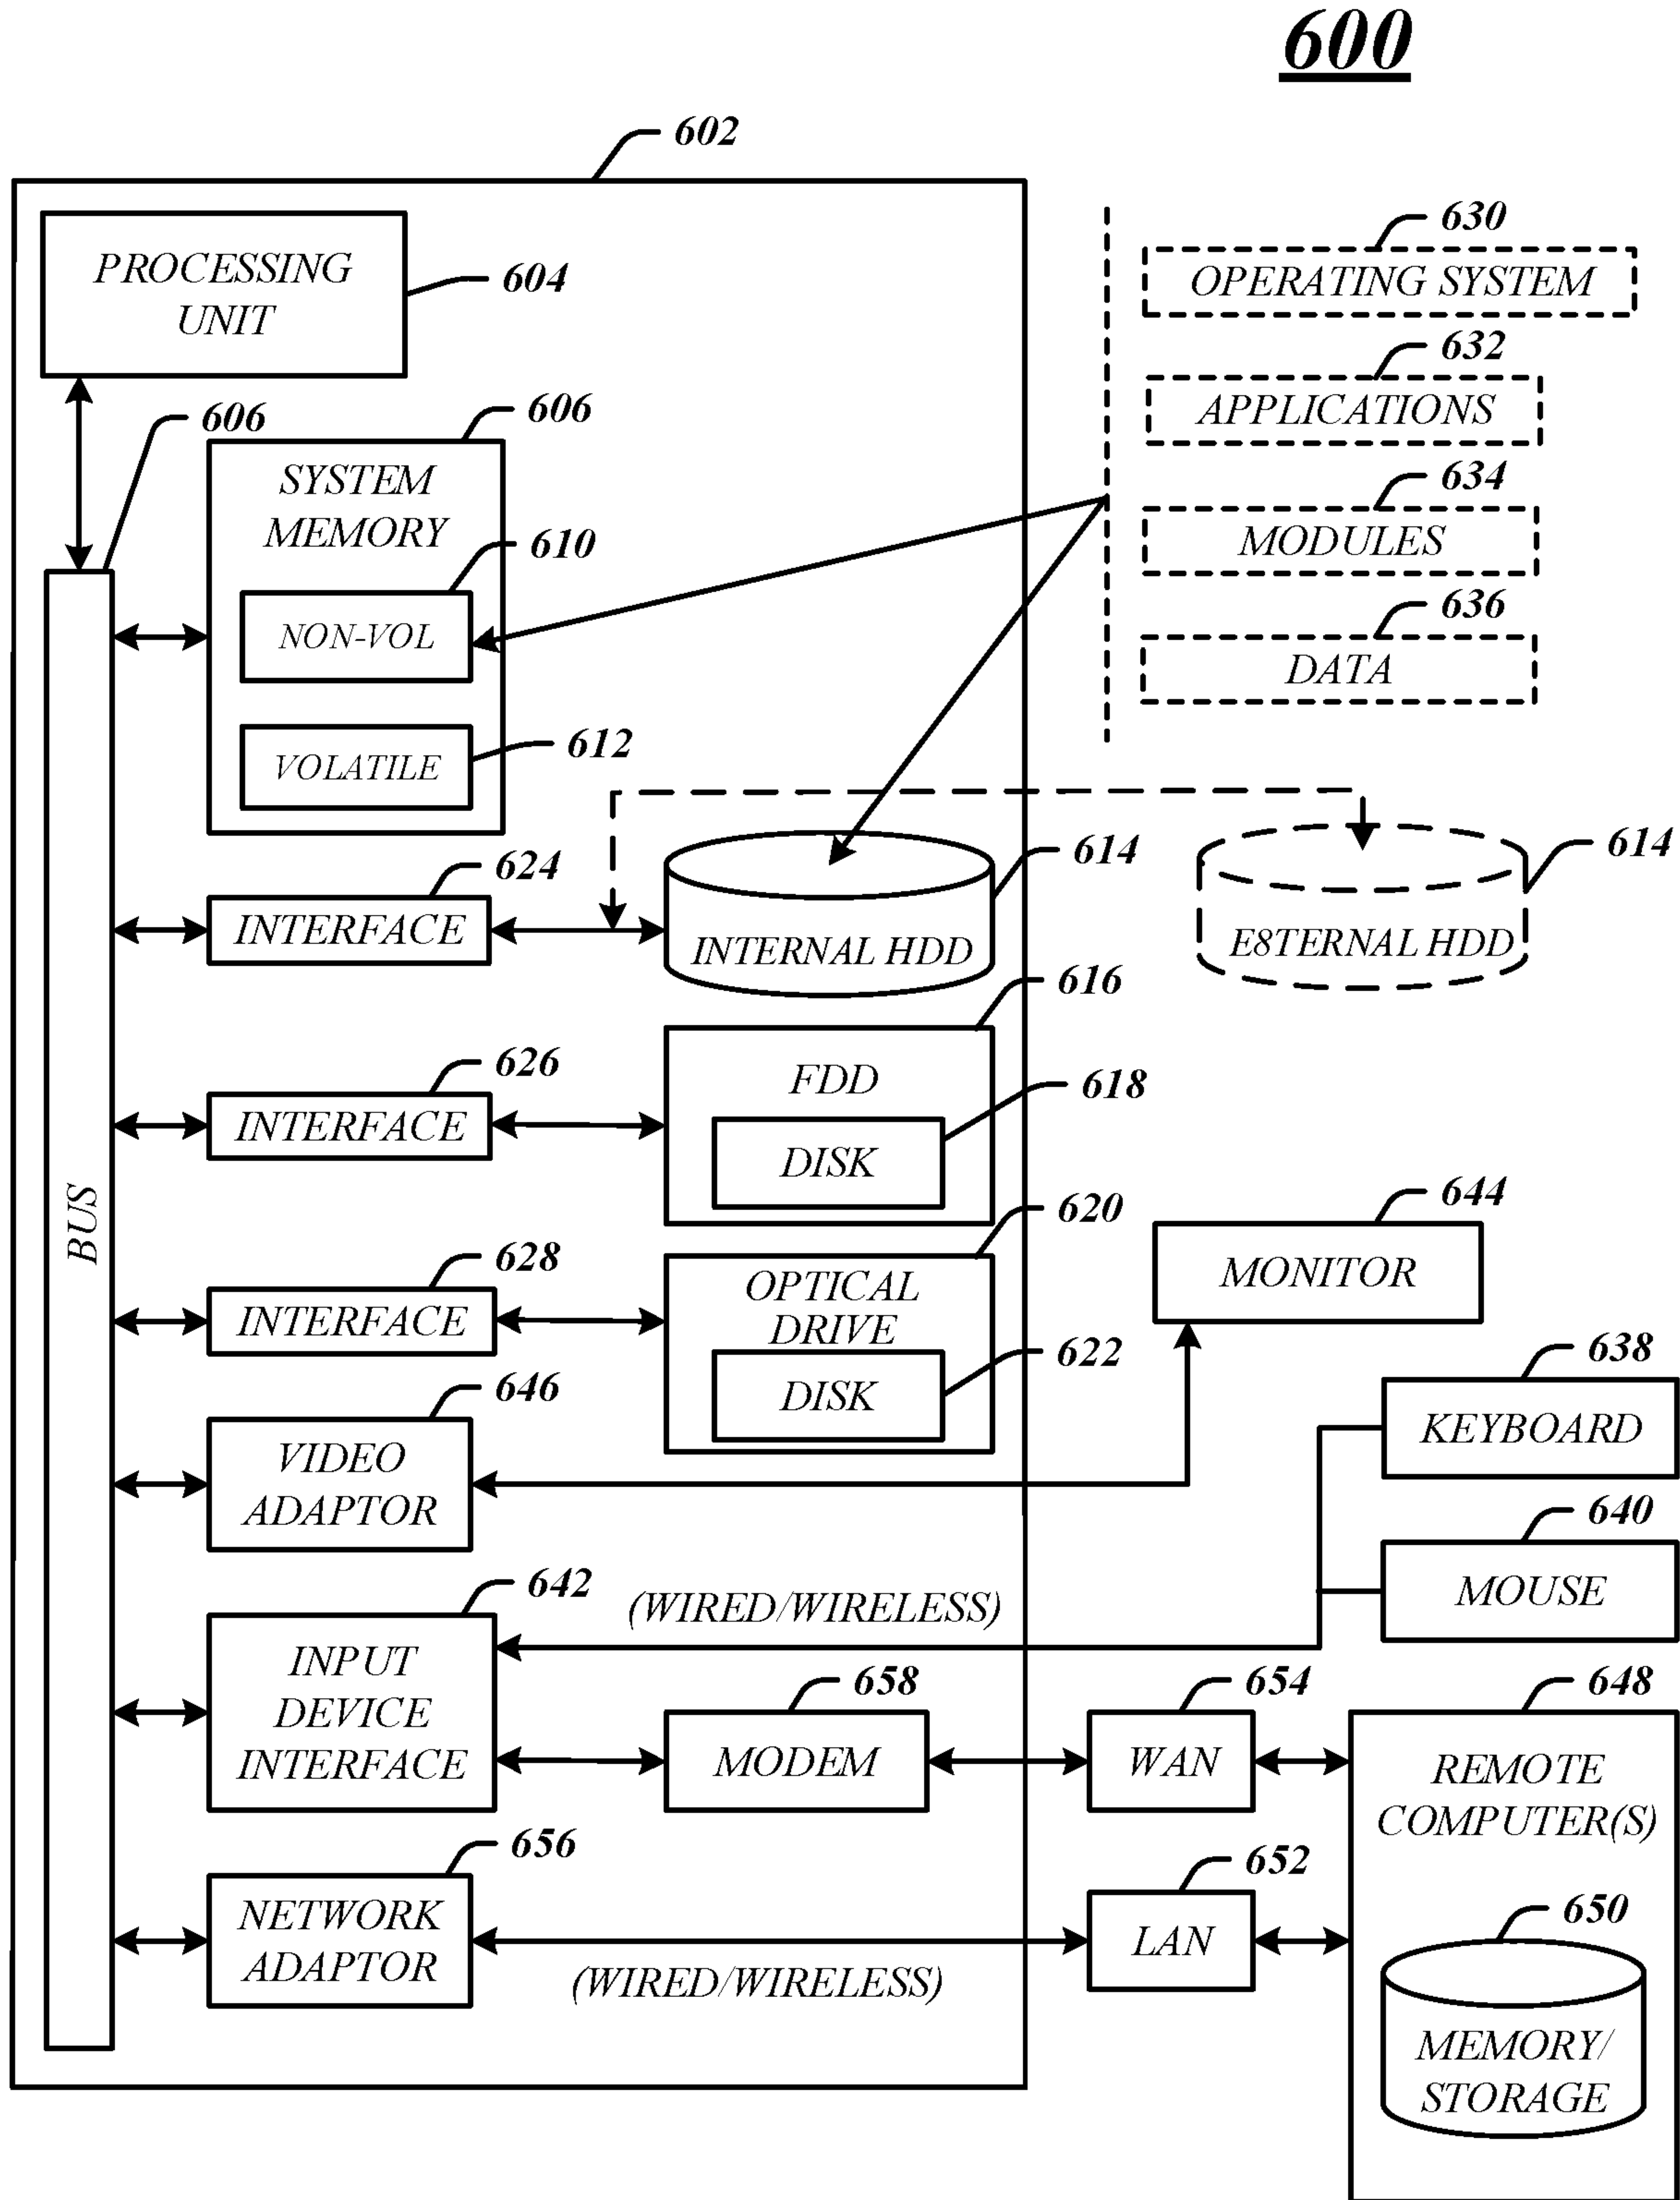 600
602
PROCESSING
UNIT
604
606
606
SYSTEM
MEMORY
610
NON-VOL
612
VOLATILE
BUS
630
OPERATING SYSTEM
632
APPLICATIONS
634
MODULES
636
DATA
624
INTERFACE
614
INTERNAL HDD
614
E8TERNAL HDD
626
INTERFACE
616
FDD
618
DISK
628
INTERFACE
620
OPTICAL
DRIVE
622
DISK
644
MONITOR
646
VIDEO
ADAPTOR
638
KEYBOARD
640
MOUSE
642
INPUT
DEVICE
INTERFACE
(WIRED/WIRELESS)
658
MODEM
654
WAN
648
REMOTE
COMPUTER(S)
656
NETWORK
ADAPTOR
(WIRED/WIRELESS)
652
LAN
650
MEMORY/
STORAGE